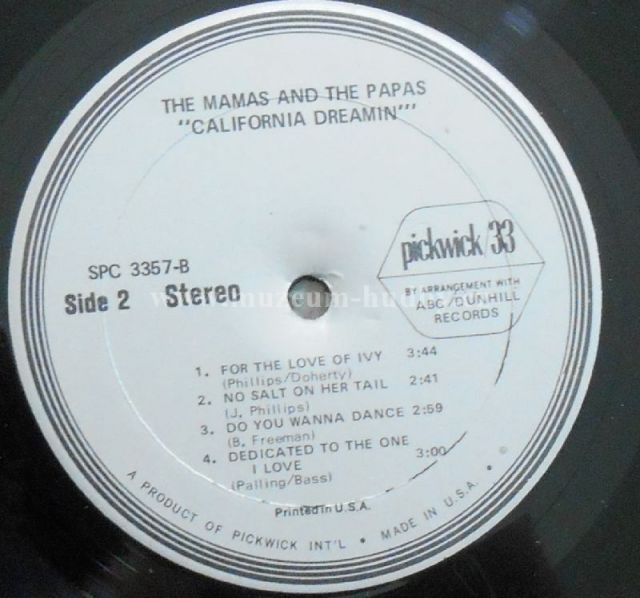 THE MAMAS AND THE PAPAS
"CALIFORNIA DREAMIN'"
pickwick/33
BY ARRANGEMENT WITH
ABC/DUNHILL
RECORDS
SPC 3357-B
Side 2 Stereo
1. FOR THE LOVE OF IVY 3:44
(Phillips/Doherty)
2. NO SALT ON HER TAIL 2:41
(J. Phillips)
3. DO YOU WANNA DANCE 2:59
(B. Freeman)
4. DEDICATED TO THE ONE
I LOVE 3:00
(Palling/Bass)
Printed in U.S.A.
A PRODUCT OF PICKWICK INT'L • MADE IN U.S.A. •